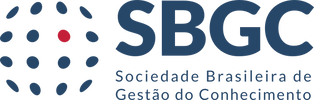 SBGC
Sociedade Brasileira de
Gestão do Conhecimento